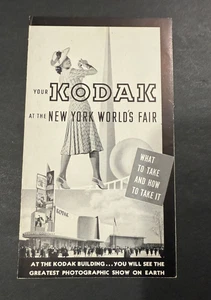 YOUR KODAK
AT THE NEW YORK WORLD'S FAIR
WHAT
TO TAKE
AND HOW
TO TAKE IT
KODAK
AT THE KODAK BUILDING...YOU WILL SEE THE
GREATEST PHOTOGRAPHIC SHOW ON EARTH